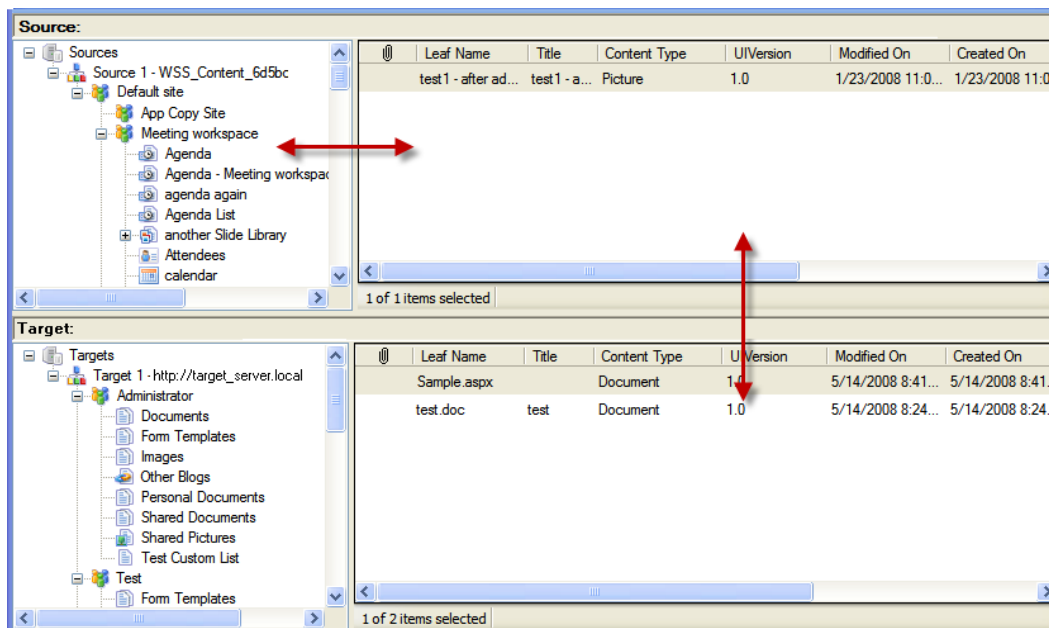 Source:
Sources
Source 1 - WSS_Content_6d5bc
Default site
App Copy Site
Meeting workspace
Agenda
Agenda - Meeting workspac
agenda again
Agenda List
another Slide Library
Attendees
calendar
Leaf Name Title Content Type UIVersion Modified On Created On
test1 - after ad... test1 - a... Picture 1.0 1/23/2008 11:0... 1/23/2008 11:0
1 of 1 items selected
Target:
Targets
Target 1 - http://target_server.local
Administrator
Documents
Form Templates
Images
Other Blogs
Personal Documents
Shared Documents
Shared Pictures
Test Custom List
Test
Form Templates
Leaf Name Title Content Type UIVersion Modified On Created On
Sample.aspx Document 1.0 5/14/2008 8:41... 5/14/2008 8:41.
test.doc test Document 1.0 5/14/2008 8:24... 5/14/2008 8:24.
1 of 2 items selected